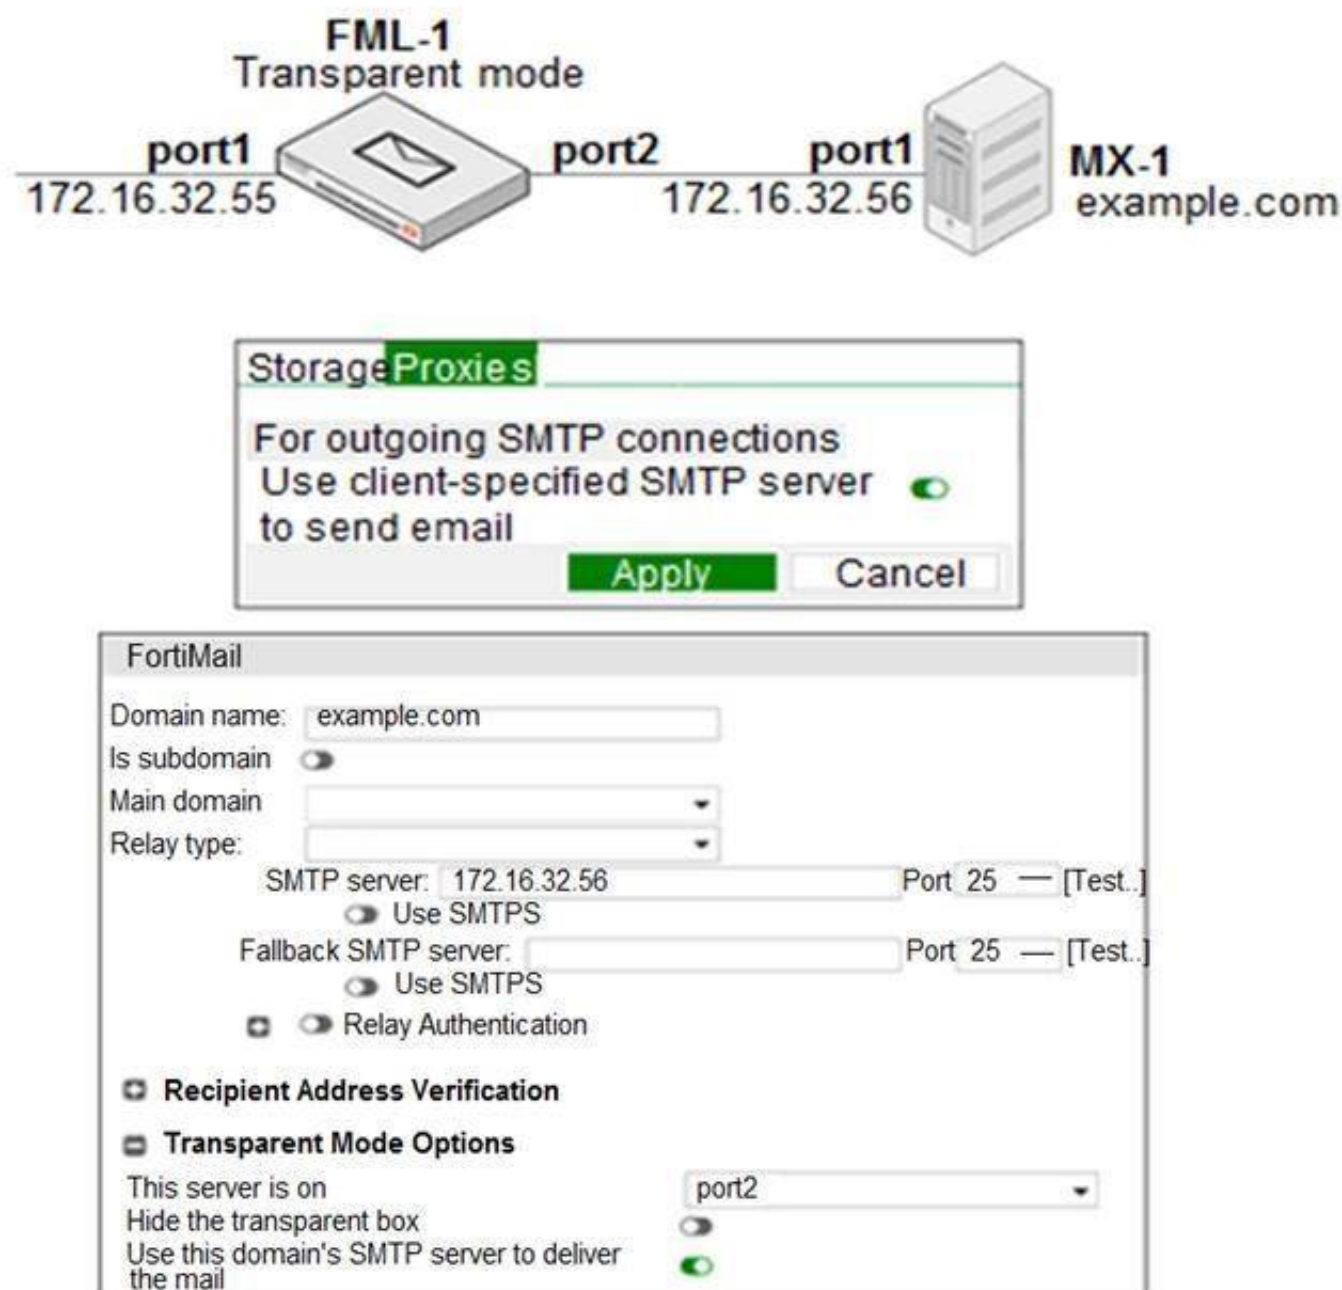 FML-1
Transparent mode
port1
port2
port1
MX-1
172.16.32.55
172.16.32.56
example.com
Storage Proxies
For outgoing SMTP connections
Use client-specified SMTP server
to send email
Apply Cancel
FortiMail
Domain name: example.com
Is subdomain
Main domain
Relay type:
SMTP server: 172.16.32.56 Port 25 — [Test..]
Use SMTPS
Fallback SMTP server: Port 25 — [Test..]
Use SMTPS
Relay Authentication
Recipient Address Verification
Transparent Mode Options
This server is on port2
Hide the transparent box
Use this domain's SMTP server to deliver
the mail